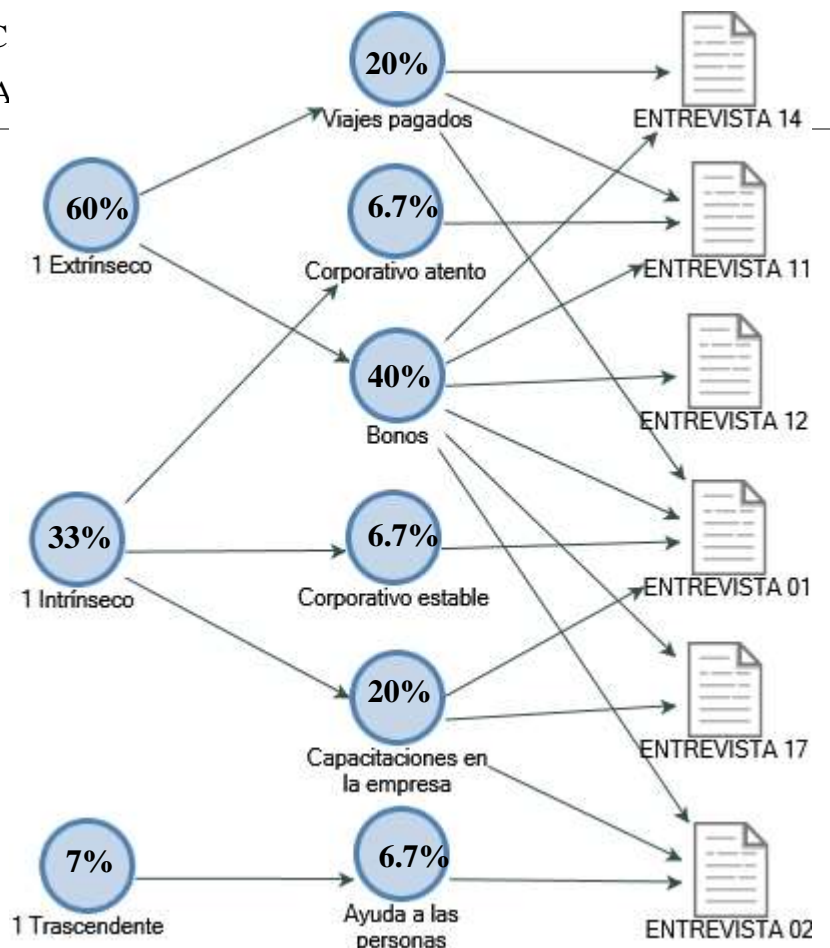 C
A
20%
Viajes pagados
ENTREVISTA 14
60%
1 Extrínseco
6.7%
Corporativo atento
ENTREVISTA 11
40%
Bonos
ENTREVISTA 12
33%
1 Intrínseco
6.7%
Corporativo estable
ENTREVISTA 01
20%
Capacitaciones en
la empresa
ENTREVISTA 17
7%
1 Trascendente
6.7%
Ayuda a las
personas
ENTREVISTA 02